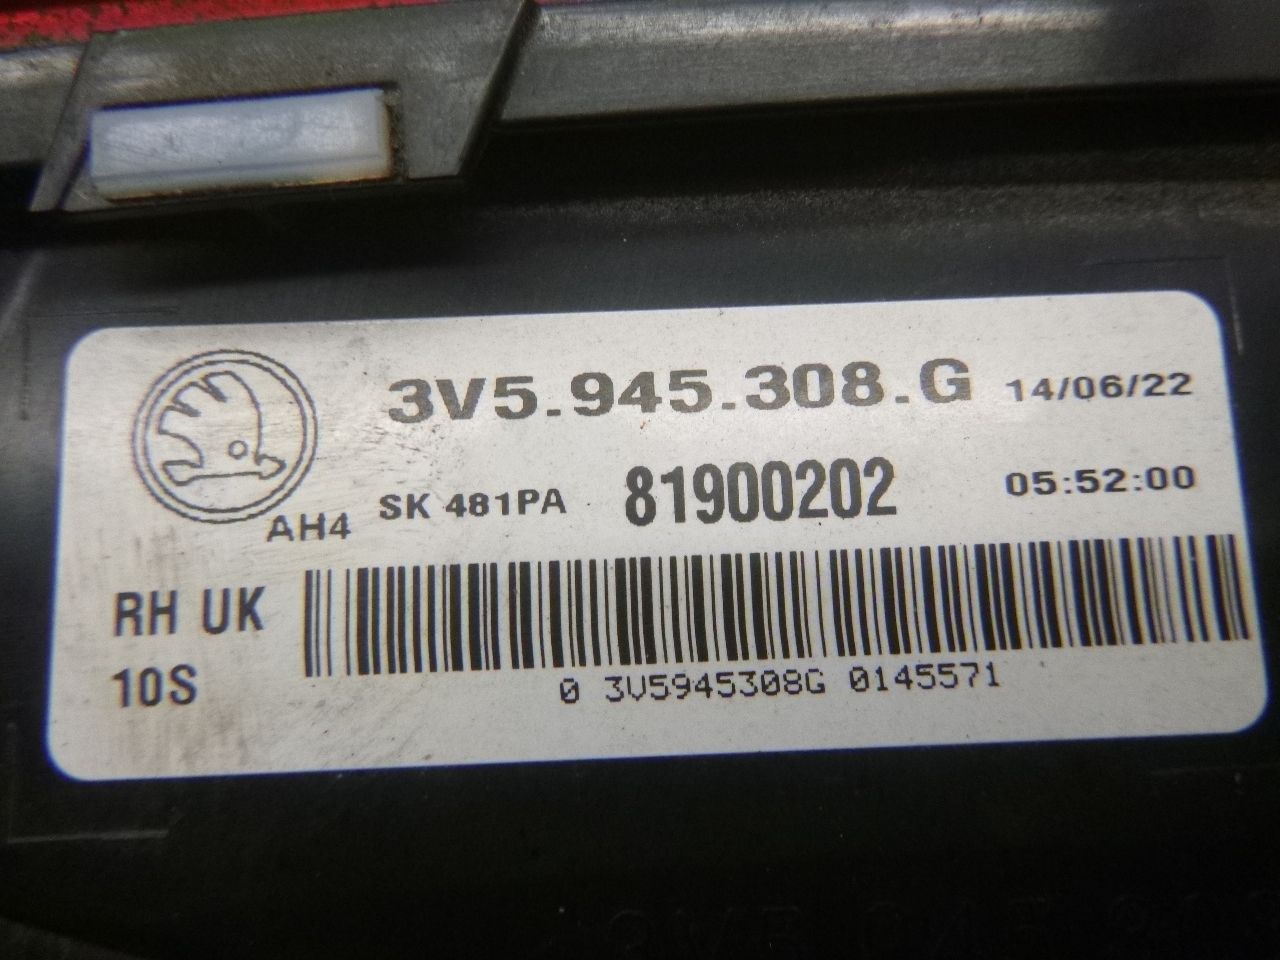 3V5.945.308.G 14/06/22
AH4 SK 481PA 81900202 05:52:00
RH UK
10S
0 3V5945308G 0145571